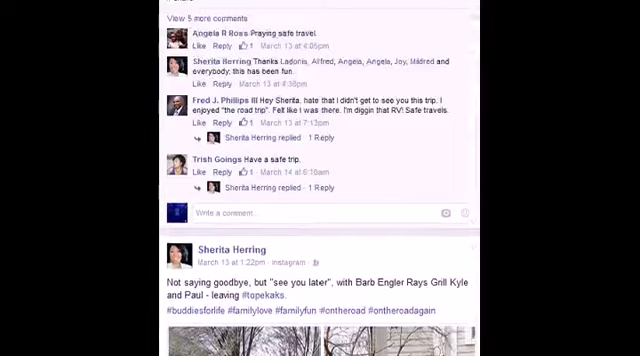 View 5 more comments
Angela R Ross Praying safe travel.
Like Reply 1 March 13 at 4:05pm
Sherita Herring Thanks Ladonis, Alfred, Angela, Angela, Joy, Mildred and
everybody, this has been fun.
Like Reply March 13 at 4:38pm
Fred J. Phillips III Hey Sherita, hate that I didn't get to see you this trip. I
enjoyed "the road trip". Felt like I was there. I'm diggin that RV! Safe travels.
Like Reply 1 March 13 at 7:13pm
Sherita Herring replied · 1 Reply
Trish Goings Have a safe trip.
Like Reply 1 March 14 at 6:18am
Sherita Herring replied · 1 Reply
Write a comment...
Sherita Herring
March 13 at 1:22pm · Instagram ·
Not saying goodbye, but "see you later", with Barb Engler Rays Grill Kyle
and Paul - leaving #topekaks.
#buddiesforlife #familylove #familyfun #ontheroad #ontheroadagain